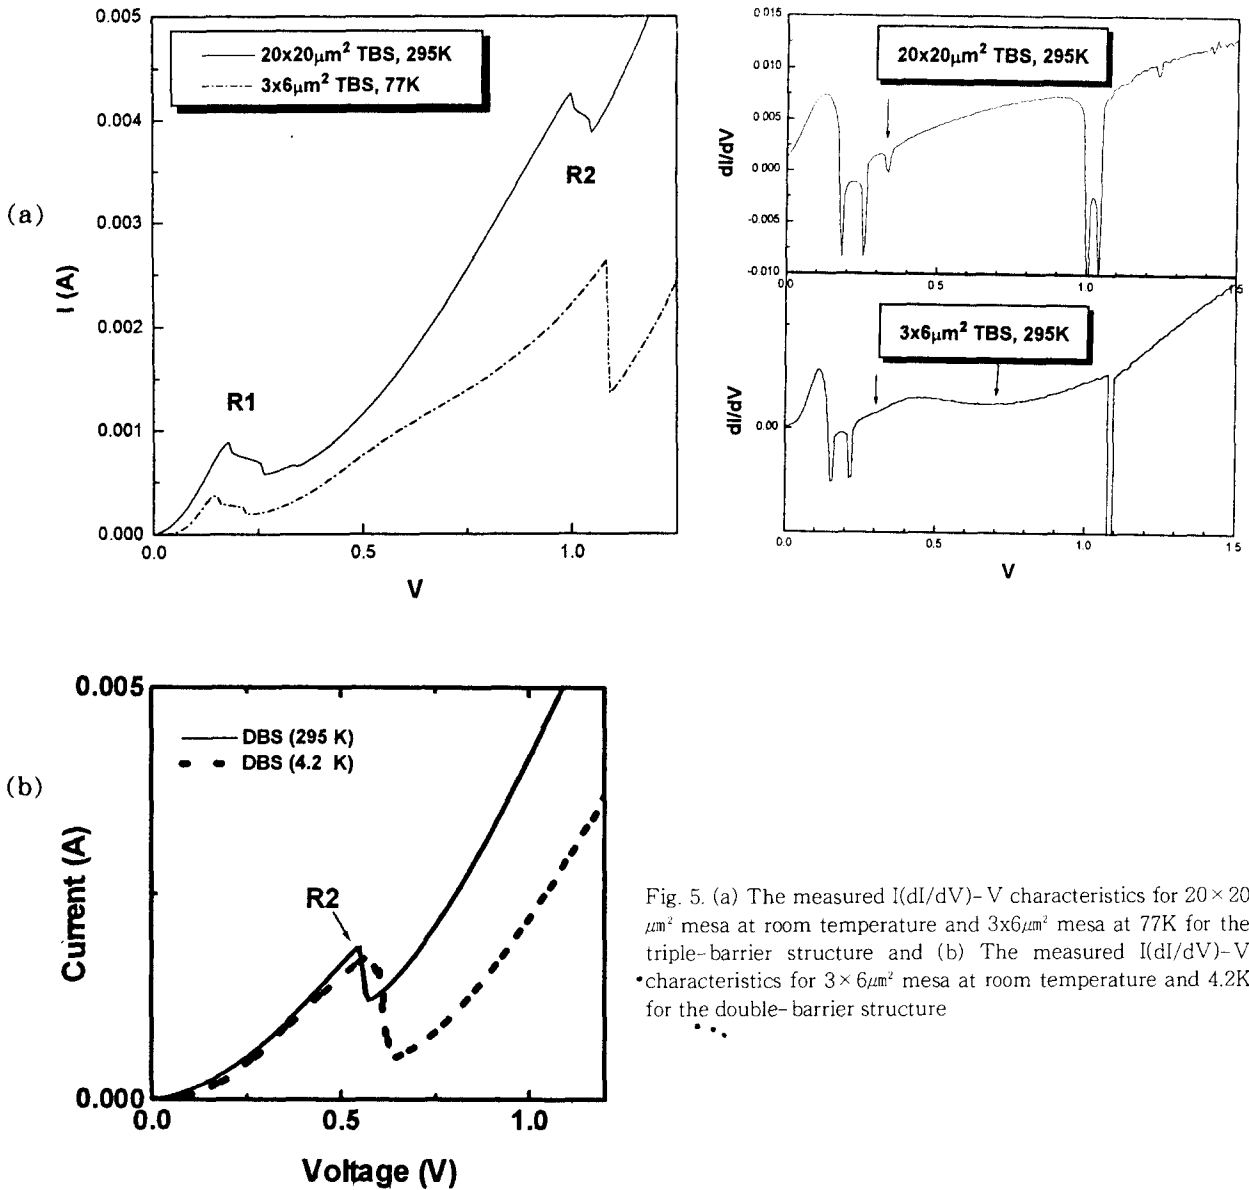 (a)
I (A)
0.005
0.004
0.003
0.002
0.001
0.000
20x20μm² TBS, 295K
3x6μm² TBS, 77K
R1
R2
0.0 0.5 1.0
V
dI/dV
0.015
0.010
0.005
0.000
-0.005
-0.010
20x20μm² TBS, 295K
0.0 0.5 1.0 1.5
dI/dV
0.00
3x6μm² TBS, 295K
0.0 0.5 1.0 1.5
V
(b)
Current (A)
0.005
0.000
DBS (295 K)
DBS (4.2 K)
R2
0.0 0.5 1.0
Voltage (V)
Fig. 5. (a) The measured I(dI/dV)-V characteristics for 20×20
μm² mesa at room temperature and 3x6μm² mesa at 77K for the
triple-barrier structure and (b) The measured I(dI/dV)-V
characteristics for 3×6μm² mesa at room temperature and 4.2K
for the double-barrier structure